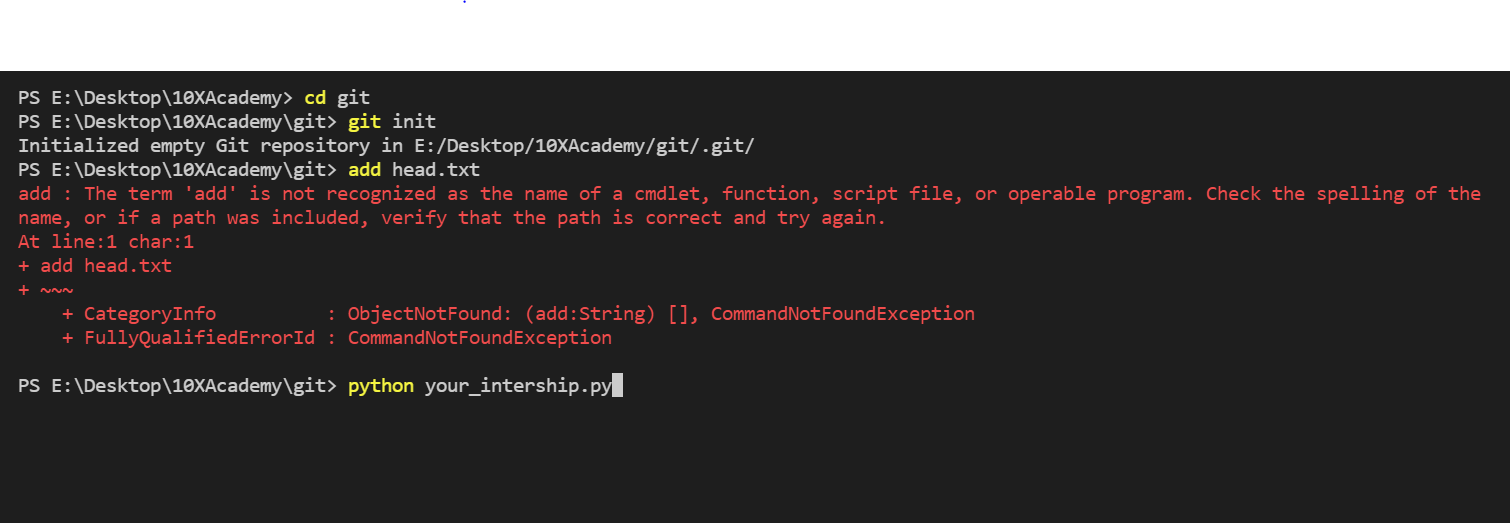 PS E:\Desktop\10XAcademy> cd git
PS E:\Desktop\10XAcademy\git> git init
Initialized empty Git repository in E:/Desktop/10XAcademy/git/.git/
PS E:\Desktop\10XAcademy\git> add head.txt
add : The term 'add' is not recognized as the name of a cmdlet, function, script file, or operable program. Check the spelling of the
name, or if a path was included, verify that the path is correct and try again.
At line:1 char:1
+ add head.txt
+ ~~~
    + CategoryInfo          : ObjectNotFound: (add:String) [], CommandNotFoundException
    + FullyQualifiedErrorId : CommandNotFoundException
PS E:\Desktop\10XAcademy\git> python your_intership.py